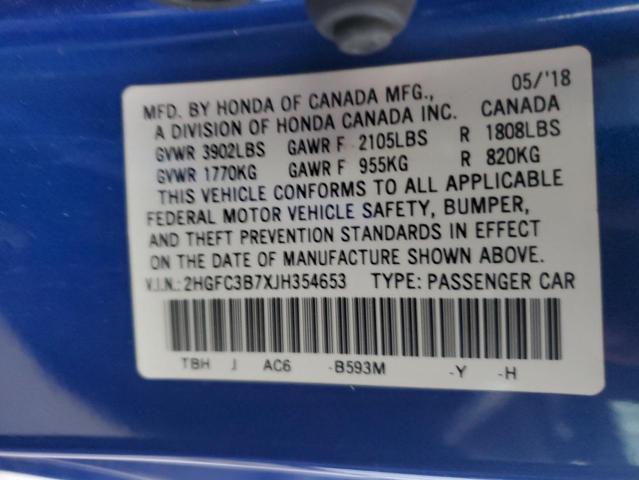 MFD. BY HONDA OF CANADA MFG., 05/'18
A DIVISION OF HONDA CANADA INC. CANADA
GVWR 3902LBS GAWR F 2105LBS R 1808LBS
GVWR 1770KG GAWR F 955KG R 820KG
THIS VEHICLE CONFORMS TO ALL APPLICABLE
FEDERAL MOTOR VEHICLE SAFETY, BUMPER,
AND THEFT PREVENTION STANDARDS IN EFFECT
ON THE DATE OF MANUFACTURE SHOWN ABOVE.
V.I.N.: 2HGFC3B7XJH354653 TYPE: PASSENGER CAR
TBH J AC6 -B593M -Y -H